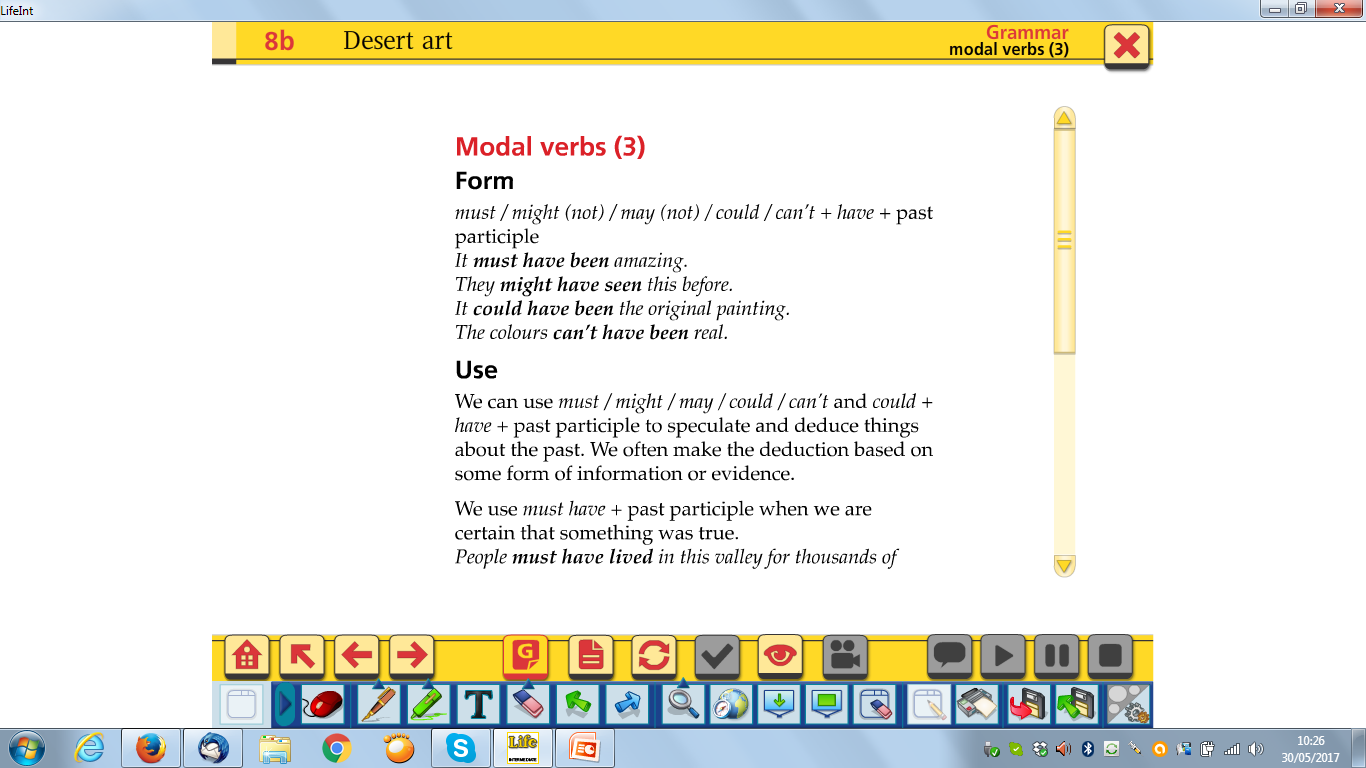 LifeInt
8b Desert art
Grammar
modal verbs (3)
Modal verbs (3)
Form
must / might (not) / may (not) / could / can't + have + past
participle
It must have been amazing.
They might have seen this before.
It could have been the original painting.
The colours can't have been real.
Use
We can use must / might / may / could / can't and could +
have + past participle to speculate and deduce things
about the past. We often make the deduction based on
some form of information or evidence.
We use must have + past participle when we are
certain that something was true.
People must have lived in this valley for thousands of
G
T
Life
INTERMEDIATE
10:26
30/05/2017